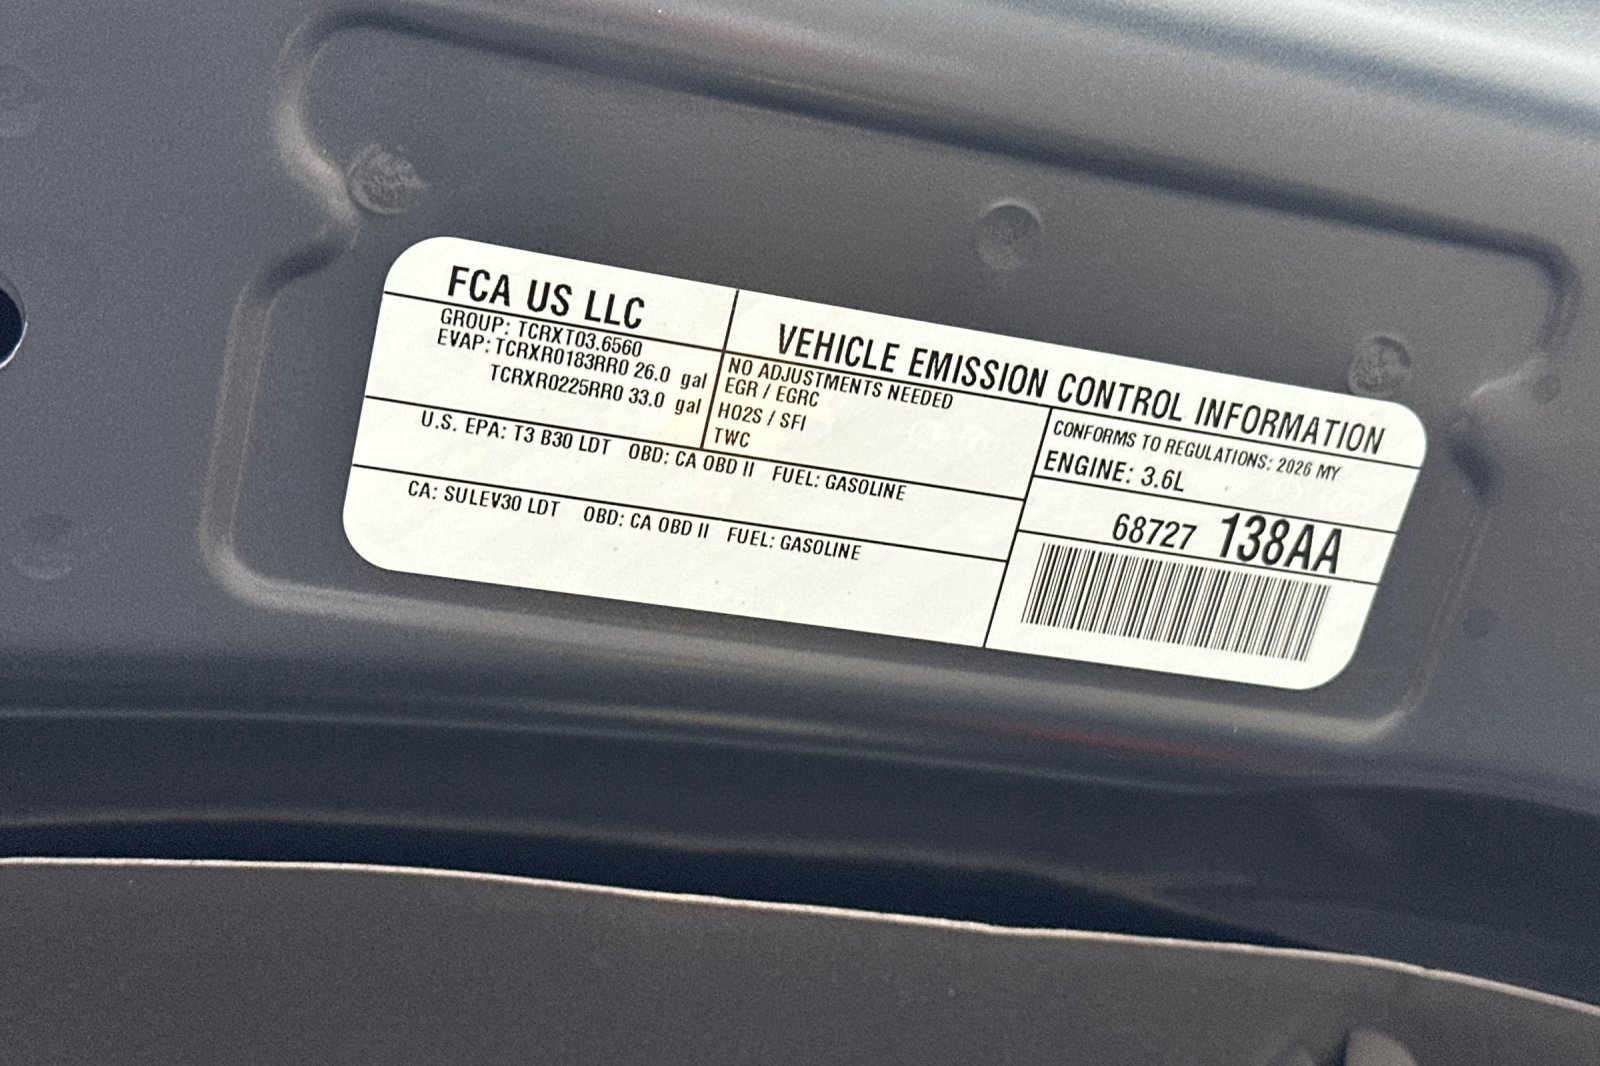 FCA US LLC
VEHICLE EMISSION CONTROL INFORMATION
GROUP: TCRXT03.6560
EVAP: TCRXR0183RR0 26.0 gal
TCRXR0225RR0 33.0 gal
NO ADJUSTMENTS NEEDED
EGR / EGRC
HO2S / SFI
TWC
CONFORMS TO REGULATIONS: 2026 MY
ENGINE: 3.6L
U.S. EPA: T3 B30 LDT OBD: CA OBD II FUEL: GASOLINE
CA: SULEV30 LDT OBD: CA OBD II FUEL: GASOLINE
68727 138AA